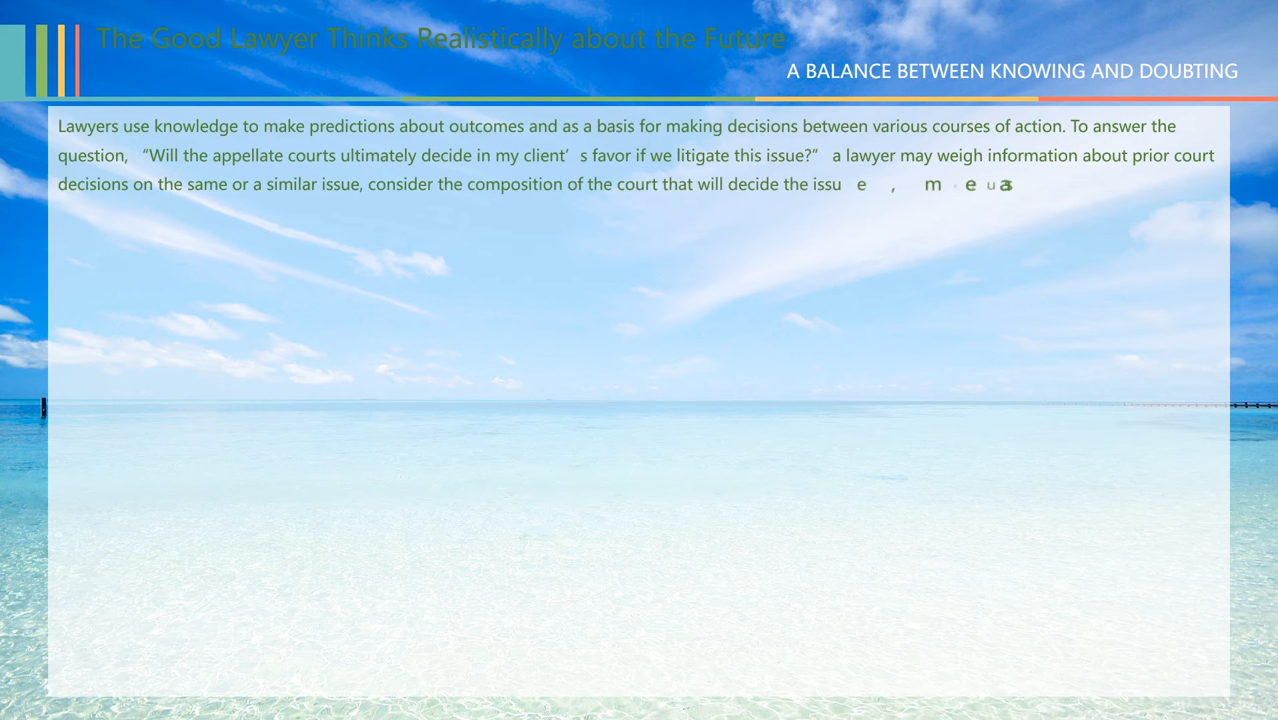 The Good Lawyer Thinks Realistically about the Future
A BALANCE BETWEEN KNOWING AND DOUBTING
Lawyers use knowledge to make predictions about outcomes and as a basis for making decisions between various courses of action. To answer the
question, “Will the appellate courts ultimately decide in my client’s favor if we litigate this issue?” a lawyer may weigh information about prior court
decisions on the same or a similar issue, consider the composition of the court that will decide the issue,